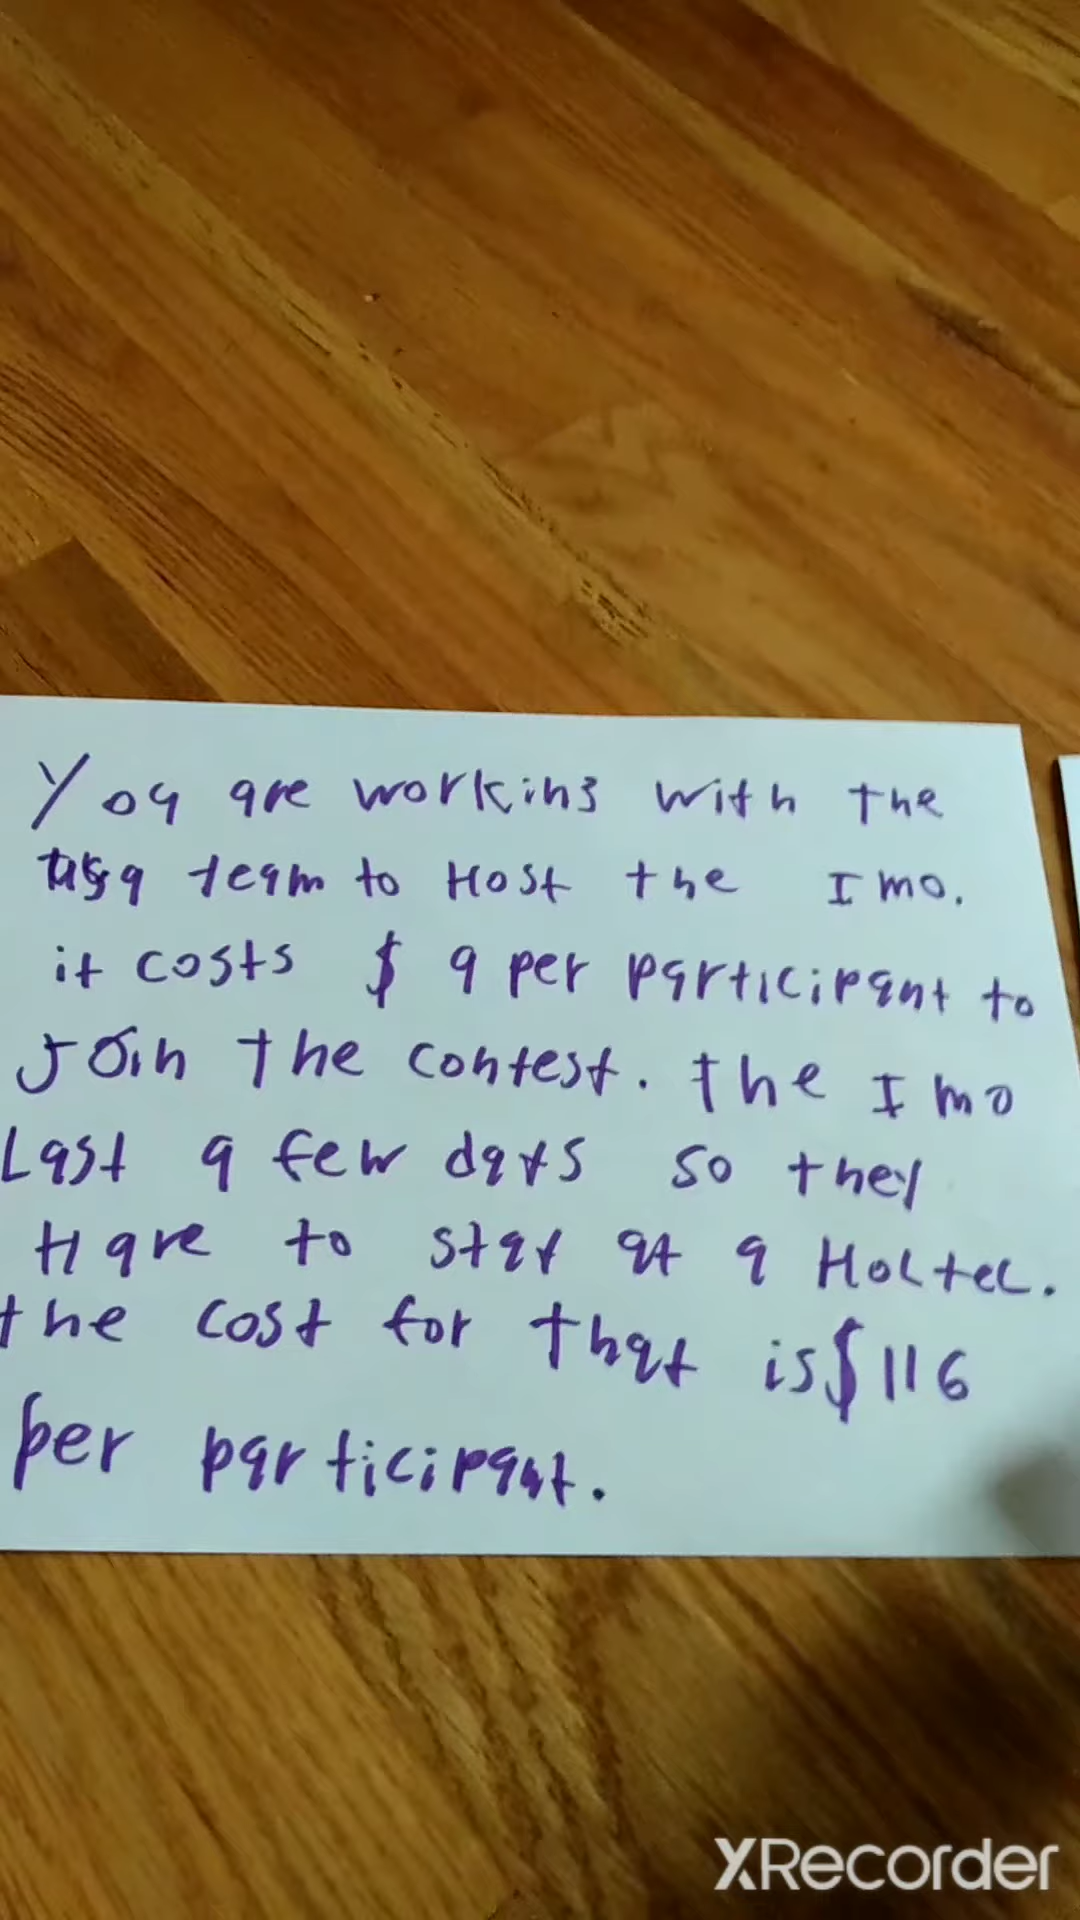 You are working with the
usa team to Host the Imo.
it costs $ 9 per participant to
Join the contest. the Imo
Last a few days so they
Have to stay at a Holtel.
the cost for that is $116
per participant.
XRecorder